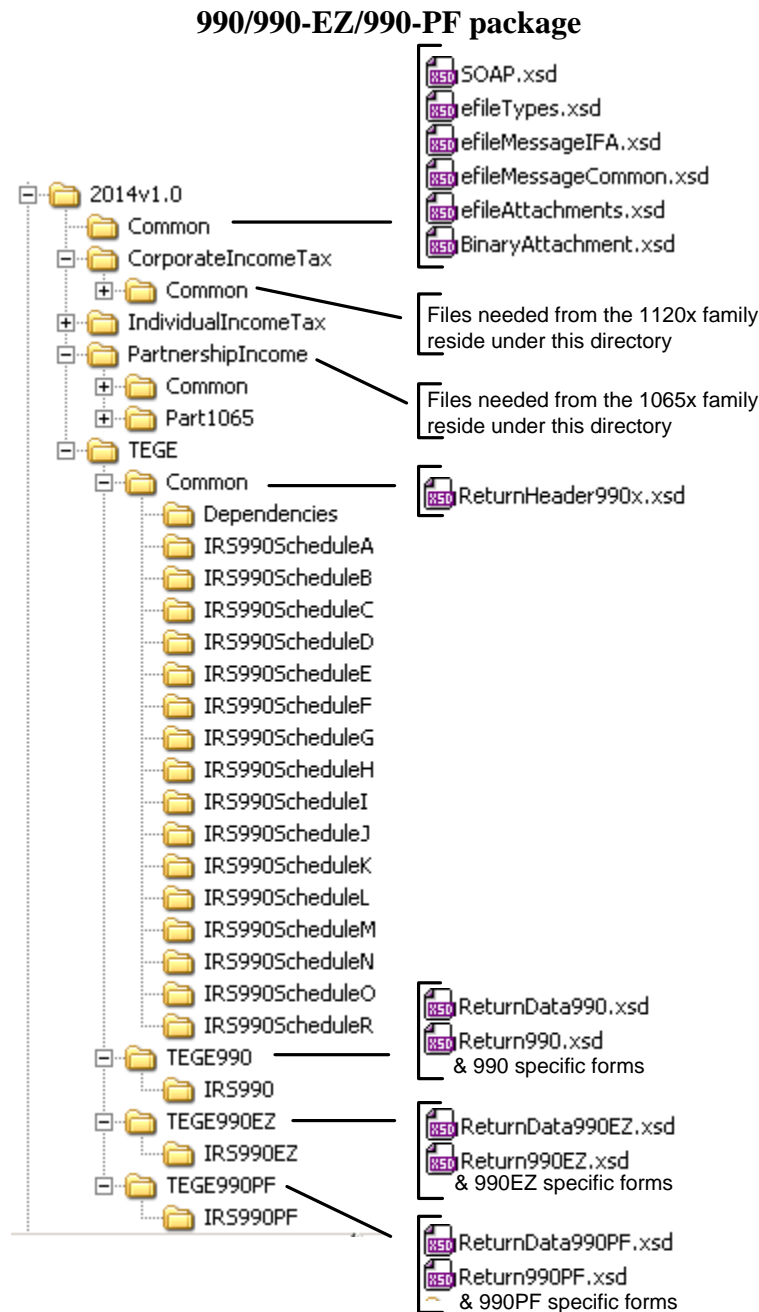 990/990-EZ/990-PF package
SOAP.xsd
efileTypes.xsd
efileMessageIFA.xsd
efileMessageCommon.xsd
efileAttachments.xsd
BinaryAttachment.xsd
2014v1.0
Common
CorporateIncomeTax
Common
Files needed from the 1120x family
reside under this directory
IndividualIncomeTax
PartnershipIncome
Common
Files needed from the 1065x family
reside under this directory
Part1065
TEGE
Common
ReturnHeader990x.xsd
Dependencies
IRS990ScheduleA
IRS990ScheduleB
IRS990ScheduleC
IRS990ScheduleD
IRS990ScheduleE
IRS990ScheduleF
IRS990ScheduleG
IRS990ScheduleH
IRS990ScheduleI
IRS990ScheduleJ
IRS990ScheduleK
IRS990ScheduleL
IRS990ScheduleM
IRS990ScheduleN
IRS990ScheduleO
IRS990ScheduleR
TEGE990
IRS990
ReturnData990.xsd
Return990.xsd
& 990 specific forms
TEGE990EZ
IRS990EZ
ReturnData990EZ.xsd
Return990EZ.xsd
& 990EZ specific forms
TEGE990PF
IRS990PF
ReturnData990PF.xsd
Return990PF.xsd
& 990PF specific forms